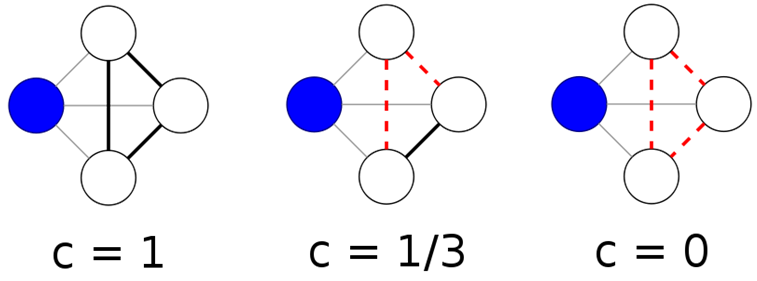 c = 1
c = 1/3
c = 0